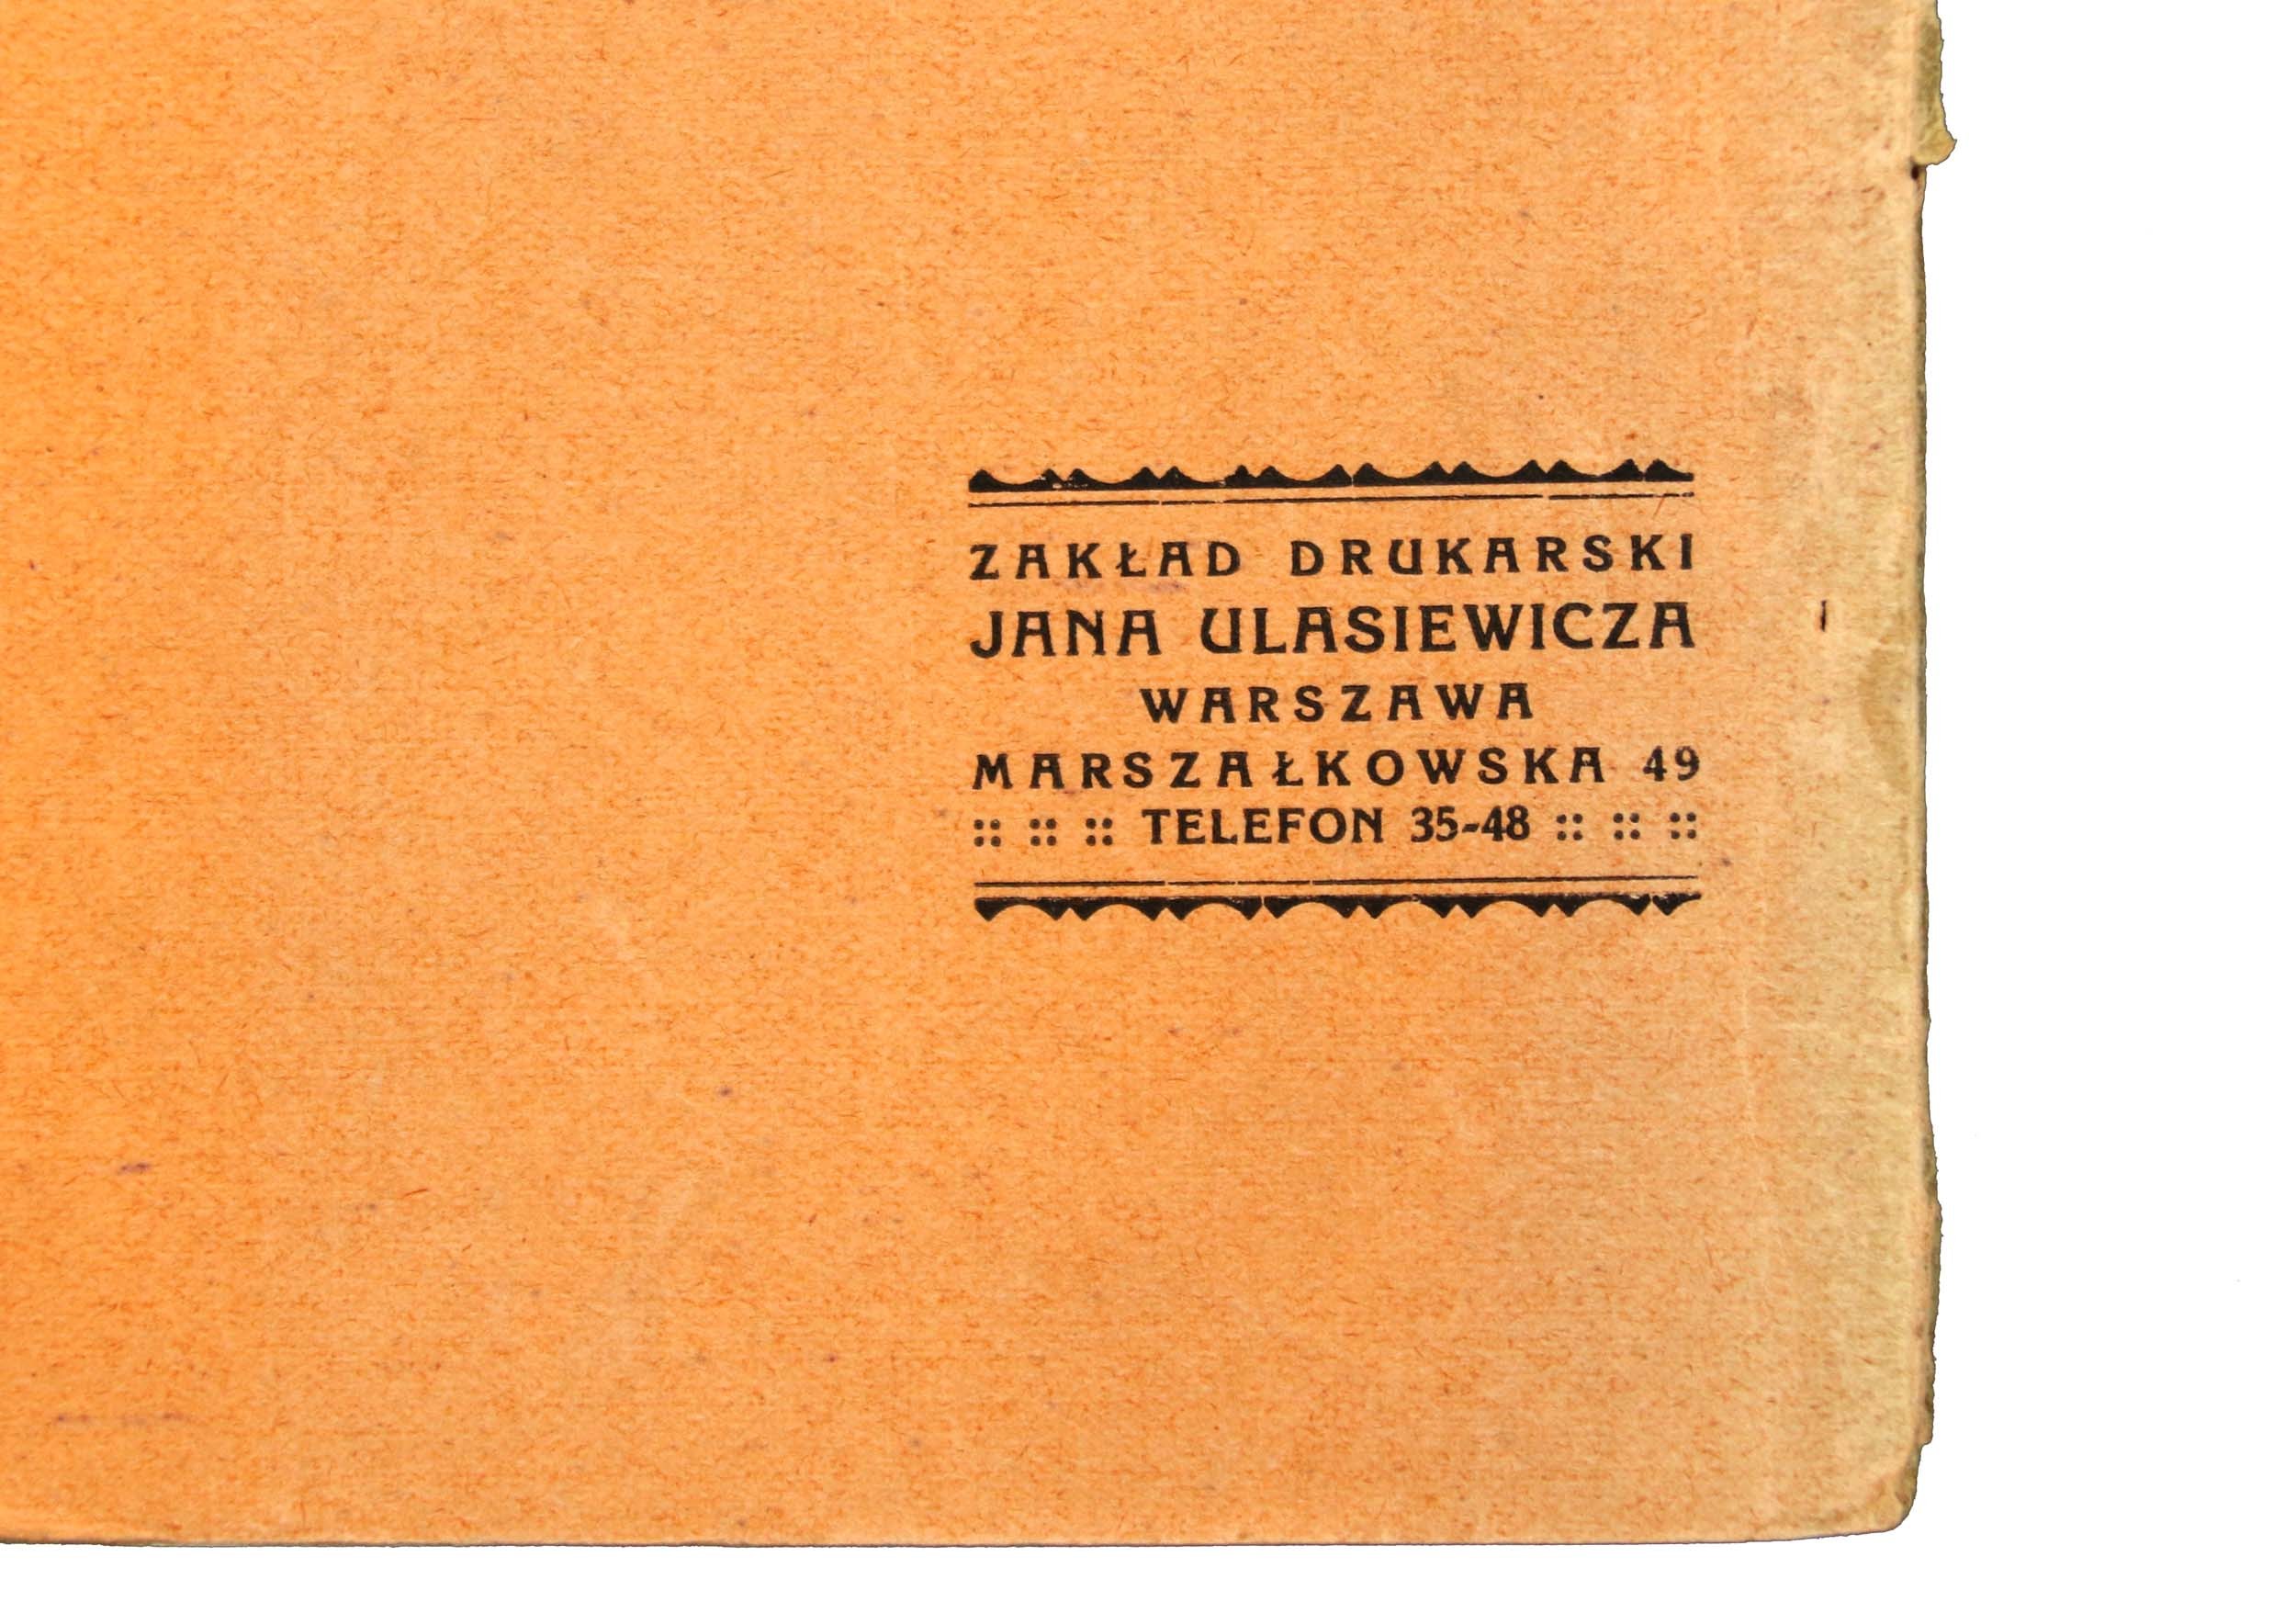 ZAKŁAD DRUKARSKI
JANA ULASIEWICZA
WARSZAWA
MARSZAŁKOWSKA 49
:: :: :: TELEFON 35-48 :: :: ::